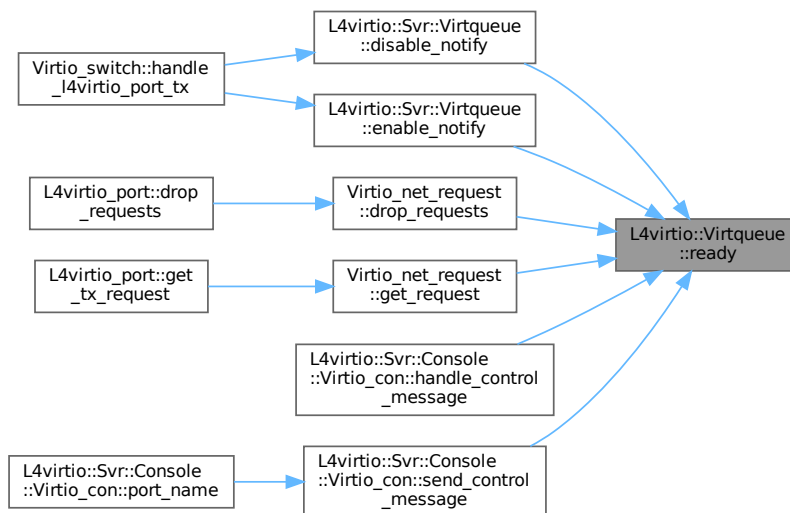 L4virtio::Svr::Virtqueue
::disable_notify
Virtio_switch::handle
_l4virtio_port_tx
L4virtio::Svr::Virtqueue
::enable_notify
L4virtio_port::drop
_requests
Virtio_net_request
::drop_requests
L4virtio::Virtqueue
::ready
L4virtio_port::get
_tx_request
Virtio_net_request
::get_request
L4virtio::Svr::Console
::Virtio_con::handle_control
_message
L4virtio::Svr::Console
::Virtio_con::port_name
L4virtio::Svr::Console
::Virtio_con::send_control
_message